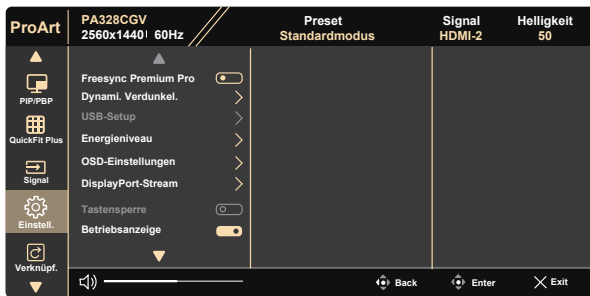 ProArt
PA328CGV
2560x1440 60Hz
Preset
Standardmodus
Signal
HDMI-2
Helligkeit
50
PIP/PBP
QuickFit Plus
Signal
Einstell.
Verknüpf.
Freesync Premium Pro
Dynami. Verdunkel.
USB-Setup
Energieniveau
OSD-Einstellungen
DisplayPort-Stream
Tastensperre
Betriebsanzeige
Back
Enter
Exit